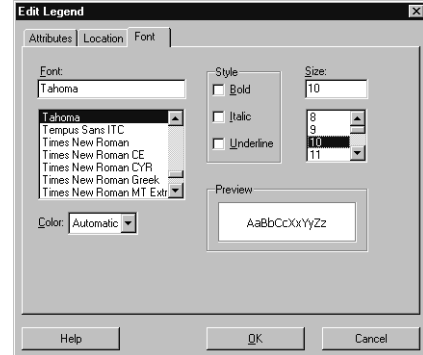 Edit Legend
Attributes Location Font
Font:
Tahoma
Tahoma
Tempus Sans ITC
Times New Roman
Times New Roman CE
Times New Roman CYR
Times New Roman Greek
Times New Roman MT Extr
Color: Automatic
Style
Bold
Italic
Underline
Size:
10
8
9
10
11
Preview
AaBbCcXxYyZz
Help OK Cancel